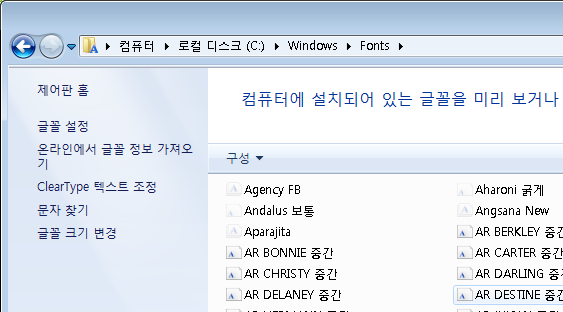 컴퓨터 ▸ 로컬 디스크 (C:) ▸ Windows ▸ Fonts ▸
제어판 홈
글꼴 설정
온라인에서 글꼴 정보 가져오
기
ClearType 텍스트 조정
문자 찾기
글꼴 크기 변경
컴퓨터에 설치되어 있는 글꼴을 미리 보거나
구성
Agency FB
Aharoni 굵게
Andalus 보통
Angsana New
Aparajita
AR BERKLEY 중간
AR BONNIE 중간
AR CARTER 중간
AR CHRISTY 중간
AR DARLING 중간
AR DELANEY 중간
AR DESTINE 중간